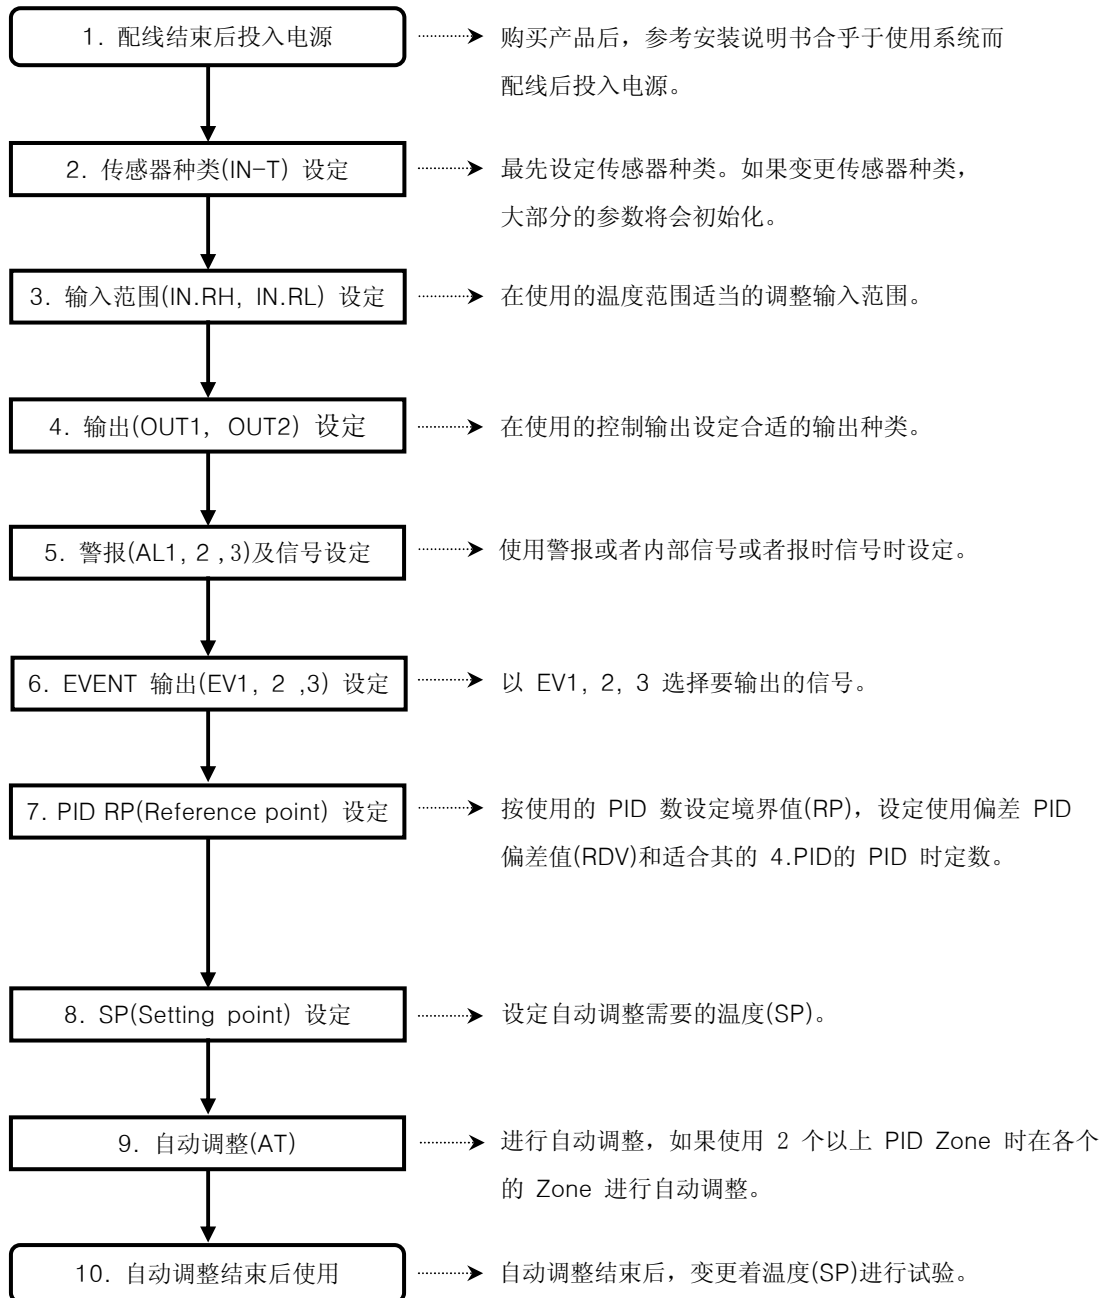 1. 配线结束后投入电源
购买产品后，参考安装说明书合乎于使用系统而
配线后投入电源。
2. 传感器种类(IN-T) 设定
最先设定传感器种类。如果变更传感器种类，
大部分的参数将会初始化。
3. 输入范围(IN.RH, IN.RL) 设定
在使用的温度范围适当的调整输入范围。
4. 输出(OUT1, OUT2) 设定
在使用的控制输出设定合适的输出种类。
5. 警报(AL1, 2 ,3)及信号设定
使用警报或者内部信号或者报时信号时设定。
6. EVENT 输出(EV1, 2 ,3) 设定
以 EV1, 2, 3 选择要输出的信号。
7. PID RP(Reference point) 设定
按使用的 PID 数设定境界值(RP)，设定使用偏差 PID
偏差值(RDV)和适合其的 4.PID的 PID 时定数。
8. SP(Setting point) 设定
设定自动调整需要的温度(SP)。
9. 自动调整(AT)
进行自动调整，如果使用 2 个以上 PID Zone 时在各个
的 Zone 进行自动调整。
10. 自动调整结束后使用
自动调整结束后，变更着温度(SP)进行试验。